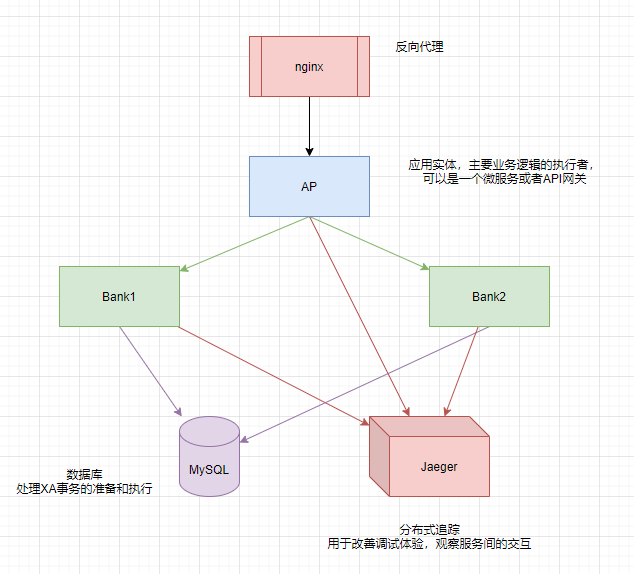 反向代理
nginx
应用实体，主要业务逻辑的执行者，
可以是一个微服务或者API网关
AP
Bank1
Bank2
MySQL
Jaeger
数据库
处理XA事务的准备和执行
分布式追踪
用于改善调试体验，观察服务间的交互